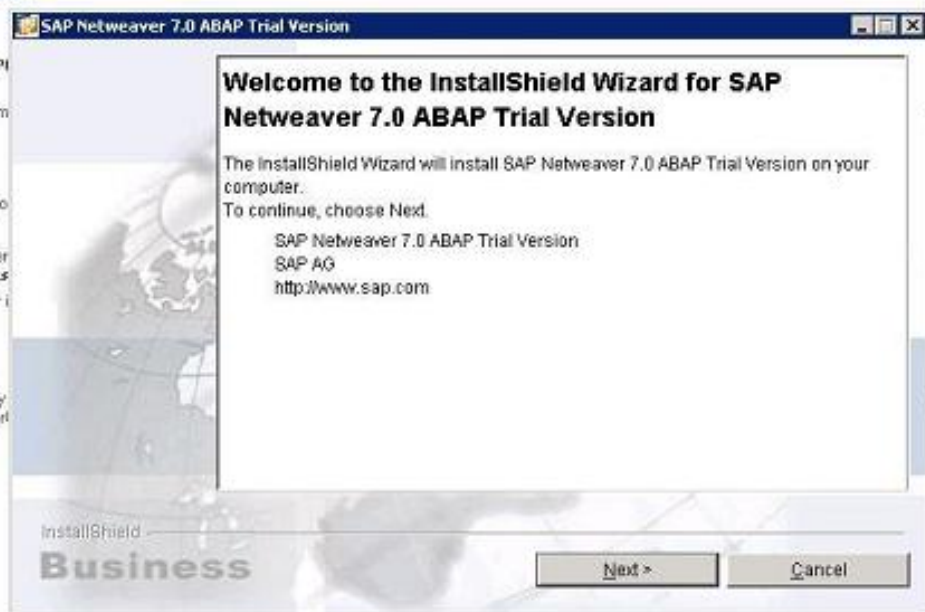 SAP Netweaver 7.0 ABAP Trial Version
Welcome to the InstallShield Wizard for SAP
Netweaver 7.0 ABAP Trial Version
The InstallShield Wizard will install SAP Netweaver 7.0 ABAP Trial Version on your
computer.
To continue, choose Next.
SAP Netweaver 7.0 ABAP Trial Version
SAP AG
http://www.sap.com
InstallShield
Business
Next >
Cancel